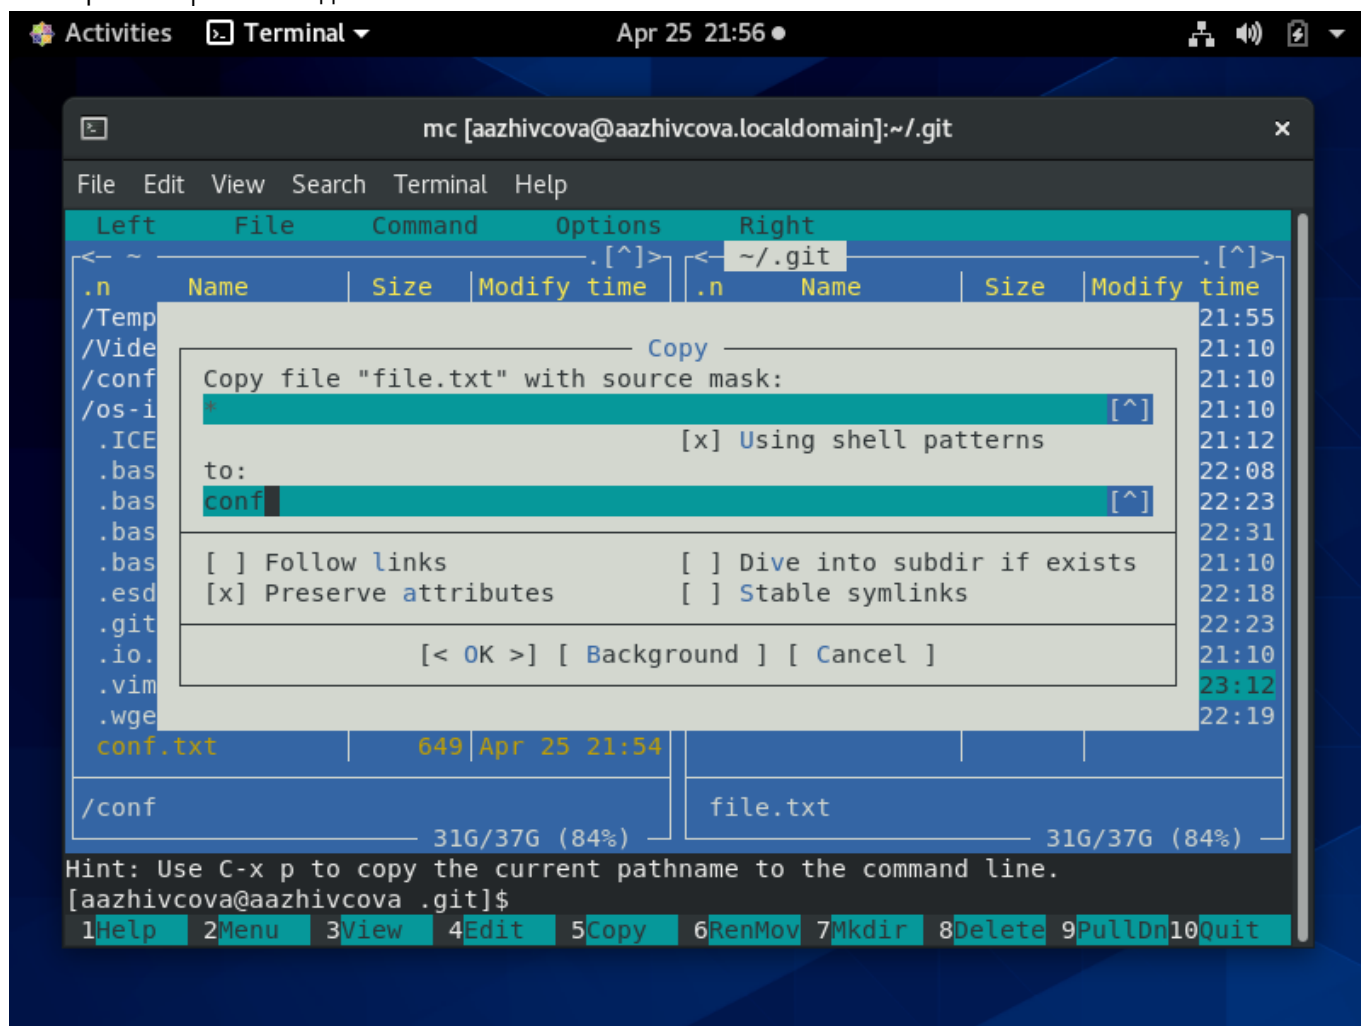 Activities Terminal Apr 25 21:56
mc [aazhivcova@aazhivcova.localdomain]:~/.git ×
File Edit View Search Terminal Help
Left File Command Options Right
<— ~ .[^]> <— ~/.git .[^]>
.n Name Size Modify time .n Name Size Modify time
/Temp 21:55
/Vide Copy 21:10
/conf Copy file "file.txt" with source mask: 21:10
/os-i * [^] 21:10
.ICE [x] Using shell patterns 21:12
.bas to: 22:08
.bas conf [^] 22:23
.bas 22:31
.bas [ ] Follow links [ ] Dive into subdir if exists 21:10
.esd [x] Preserve attributes [ ] Stable symlinks 22:18
.git 22:23
.io. [< OK >] [ Background ] [ Cancel ] 21:10
.vim 23:12
.wge 22:19
conf.txt 649 Apr 25 21:54
/conf file.txt
31G/37G (84%) 31G/37G (84%)
Hint: Use C-x p to copy the current pathname to the command line.
[aazhivcova@aazhivcova .git]$
1Help 2Menu 3View 4Edit 5Copy 6RenMov 7Mkdir 8Delete 9PullDn 10Quit